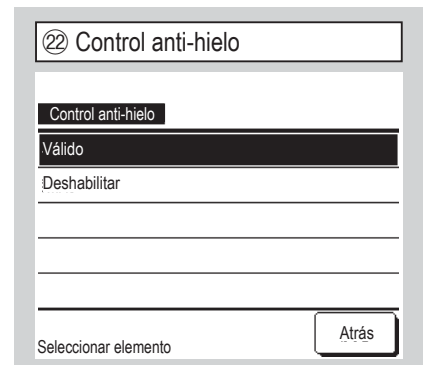 ㉒ Control anti-hielo
Control anti-hielo
Válido
Deshabilitar
Seleccionar elemento
Atrás